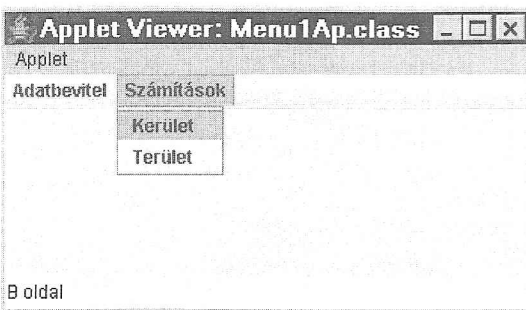 Applet Viewer: Menu1Ap.class
Applet
Adatbevitel Számítások
Kerület
Terület
B oldal